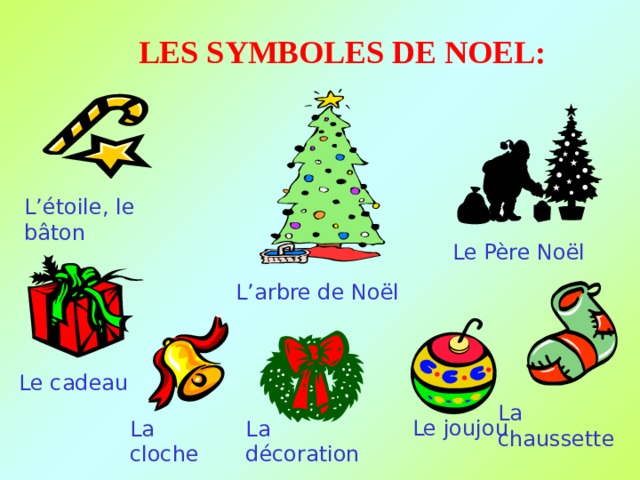 LES SYMBOLES DE NOEL:
L’étoile, le
bâton
Le Père Noël
L’arbre de Noël
Le cadeau
La
cloche
La
décoration
Le joujou
La
chaussette